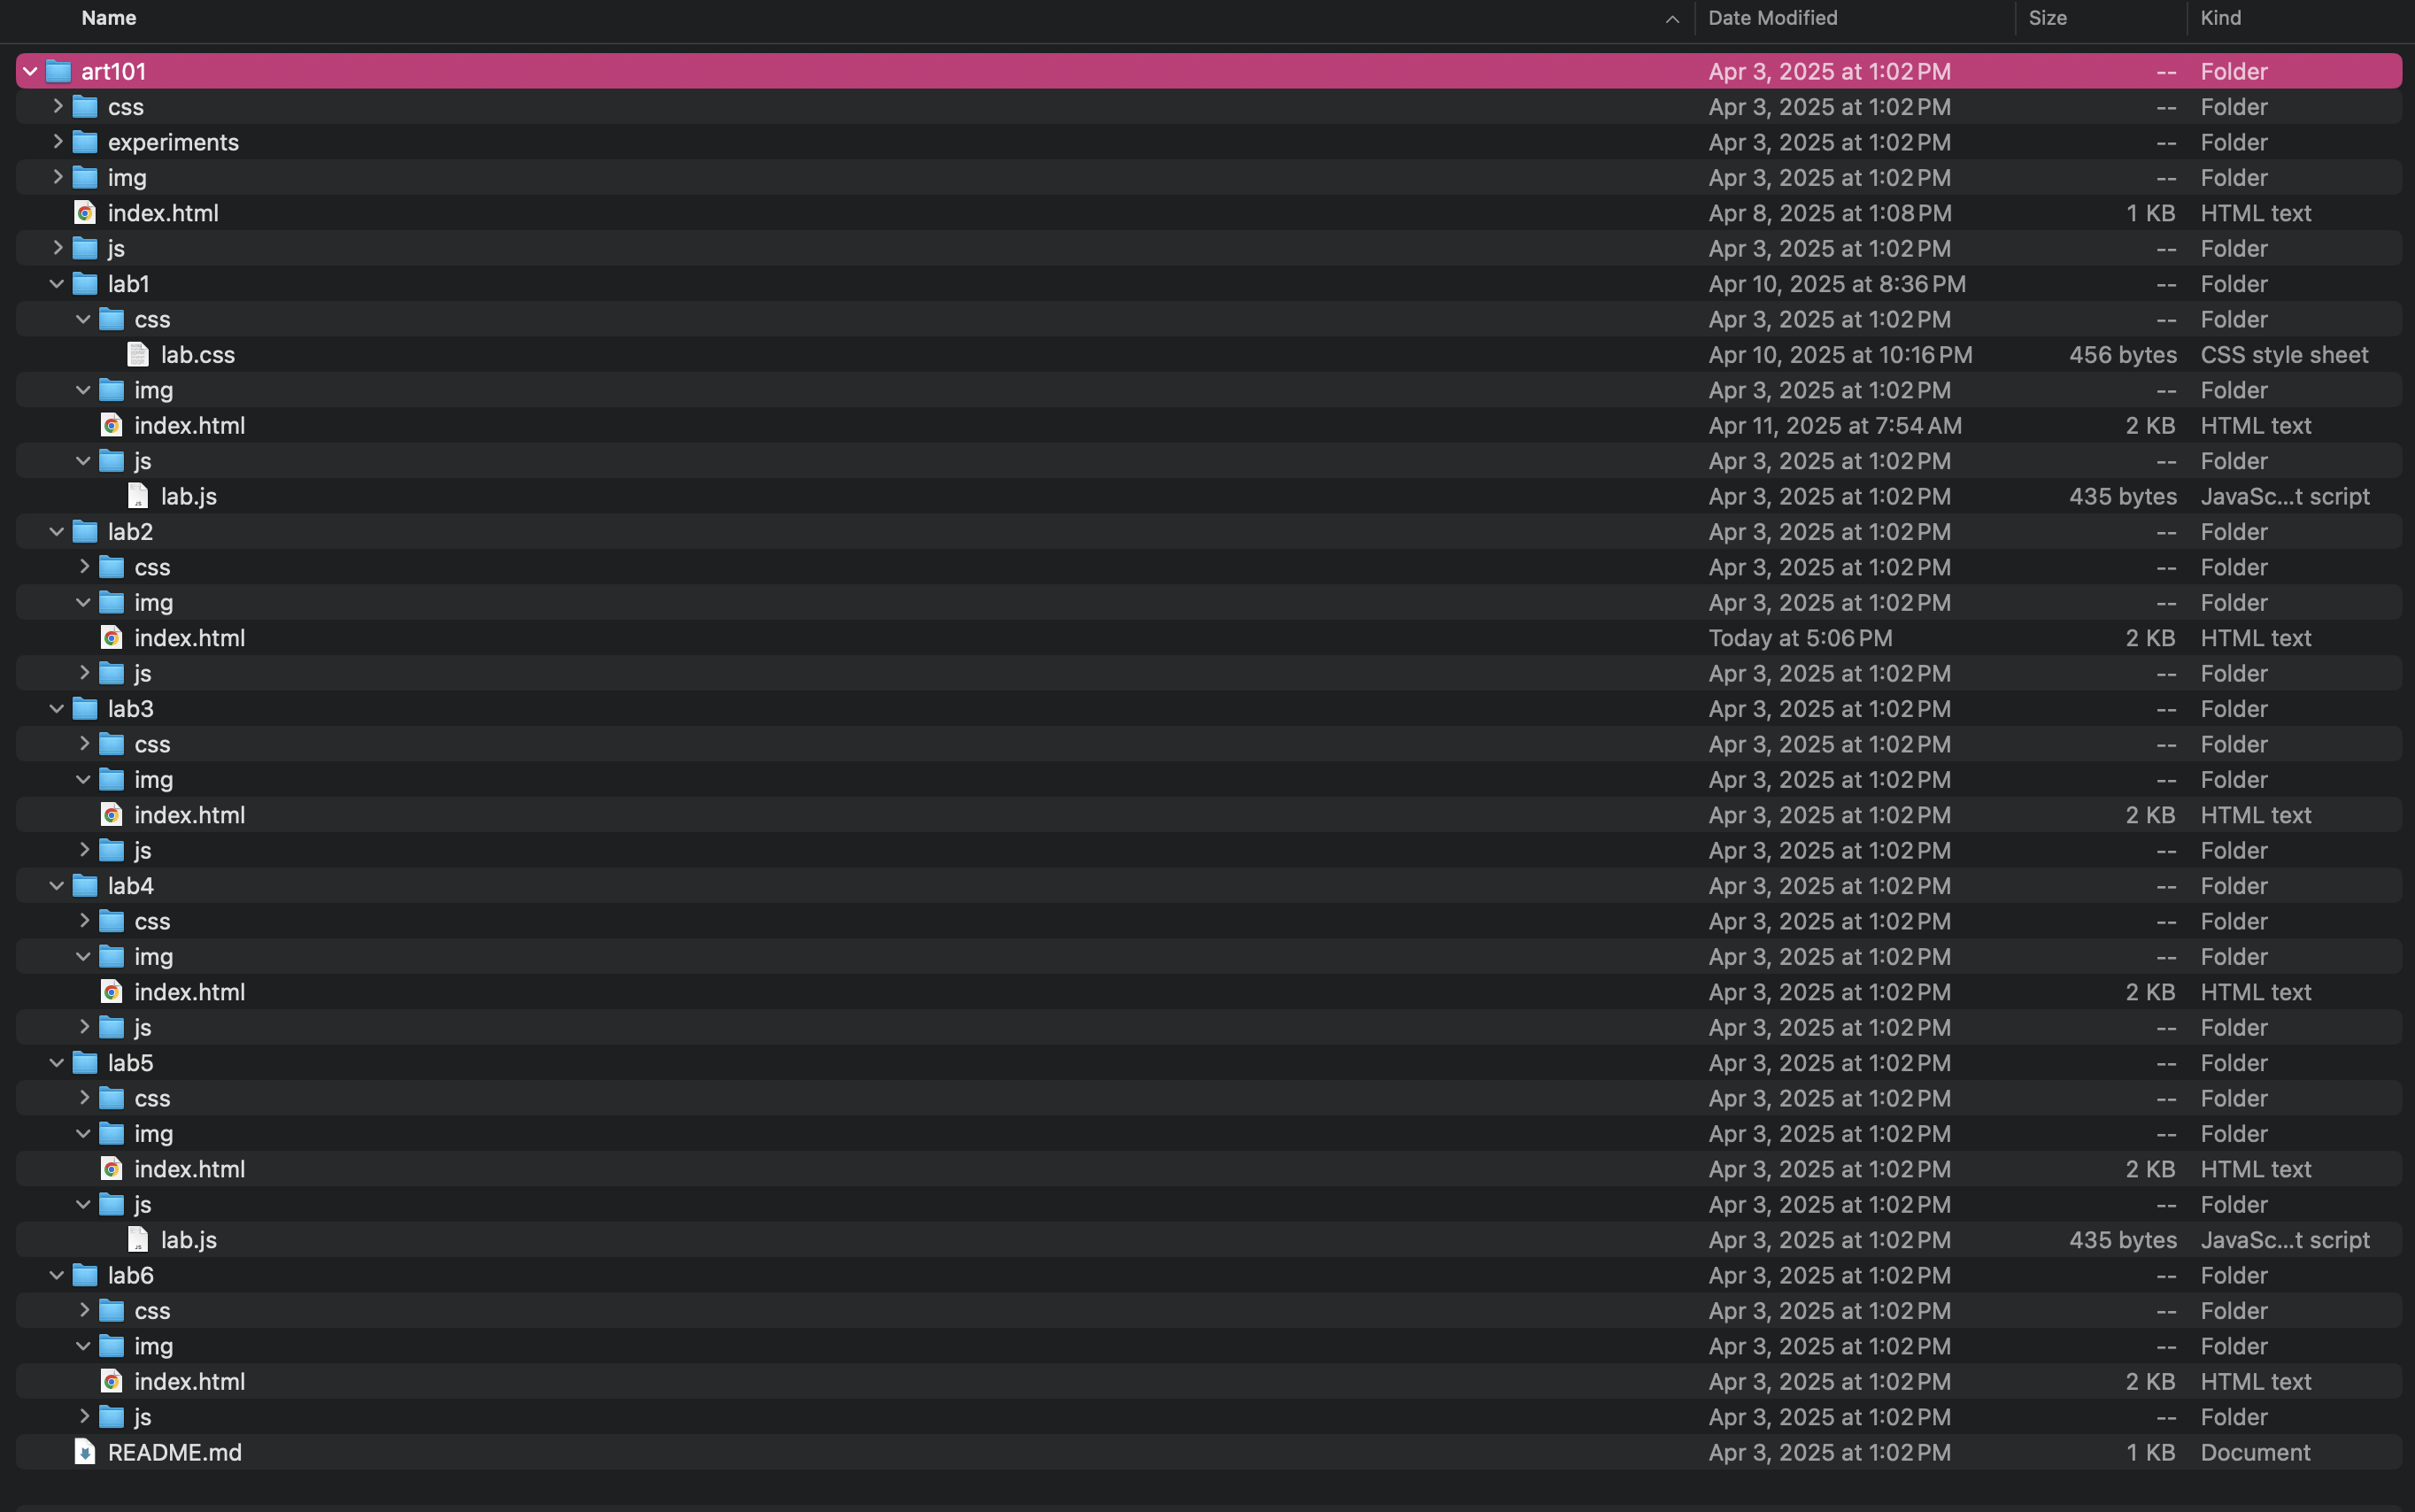 Name Date Modified Size Kind
art101 Apr 3, 2025 at 1:02 PM -- Folder
css Apr 3, 2025 at 1:02 PM -- Folder
experiments Apr 3, 2025 at 1:02 PM -- Folder
img Apr 3, 2025 at 1:02 PM -- Folder
index.html Apr 8, 2025 at 1:08 PM 1 KB HTML text
js Apr 3, 2025 at 1:02 PM -- Folder
lab1 Apr 10, 2025 at 8:36 PM -- Folder
css Apr 3, 2025 at 1:02 PM -- Folder
lab.css Apr 10, 2025 at 10:16 PM 456 bytes CSS style sheet
img Apr 3, 2025 at 1:02 PM -- Folder
index.html Apr 11, 2025 at 7:54 AM 2 KB HTML text
js Apr 3, 2025 at 1:02 PM -- Folder
lab.js Apr 3, 2025 at 1:02 PM 435 bytes JavaSc...t script
lab2 Apr 3, 2025 at 1:02 PM -- Folder
css Apr 3, 2025 at 1:02 PM -- Folder
img Apr 3, 2025 at 1:02 PM -- Folder
index.html Today at 5:06 PM 2 KB HTML text
js Apr 3, 2025 at 1:02 PM -- Folder
lab3 Apr 3, 2025 at 1:02 PM -- Folder
css Apr 3, 2025 at 1:02 PM -- Folder
img Apr 3, 2025 at 1:02 PM -- Folder
index.html Apr 3, 2025 at 1:02 PM 2 KB HTML text
js Apr 3, 2025 at 1:02 PM -- Folder
lab4 Apr 3, 2025 at 1:02 PM -- Folder
css Apr 3, 2025 at 1:02 PM -- Folder
img Apr 3, 2025 at 1:02 PM -- Folder
index.html Apr 3, 2025 at 1:02 PM 2 KB HTML text
js Apr 3, 2025 at 1:02 PM -- Folder
lab5 Apr 3, 2025 at 1:02 PM -- Folder
css Apr 3, 2025 at 1:02 PM -- Folder
img Apr 3, 2025 at 1:02 PM -- Folder
index.html Apr 3, 2025 at 1:02 PM 2 KB HTML text
js Apr 3, 2025 at 1:02 PM -- Folder
lab.js Apr 3, 2025 at 1:02 PM 435 bytes JavaSc...t script
lab6 Apr 3, 2025 at 1:02 PM -- Folder
css Apr 3, 2025 at 1:02 PM -- Folder
img Apr 3, 2025 at 1:02 PM -- Folder
index.html Apr 3, 2025 at 1:02 PM 2 KB HTML text
js Apr 3, 2025 at 1:02 PM -- Folder
README.md Apr 3, 2025 at 1:02 PM 1 KB Document